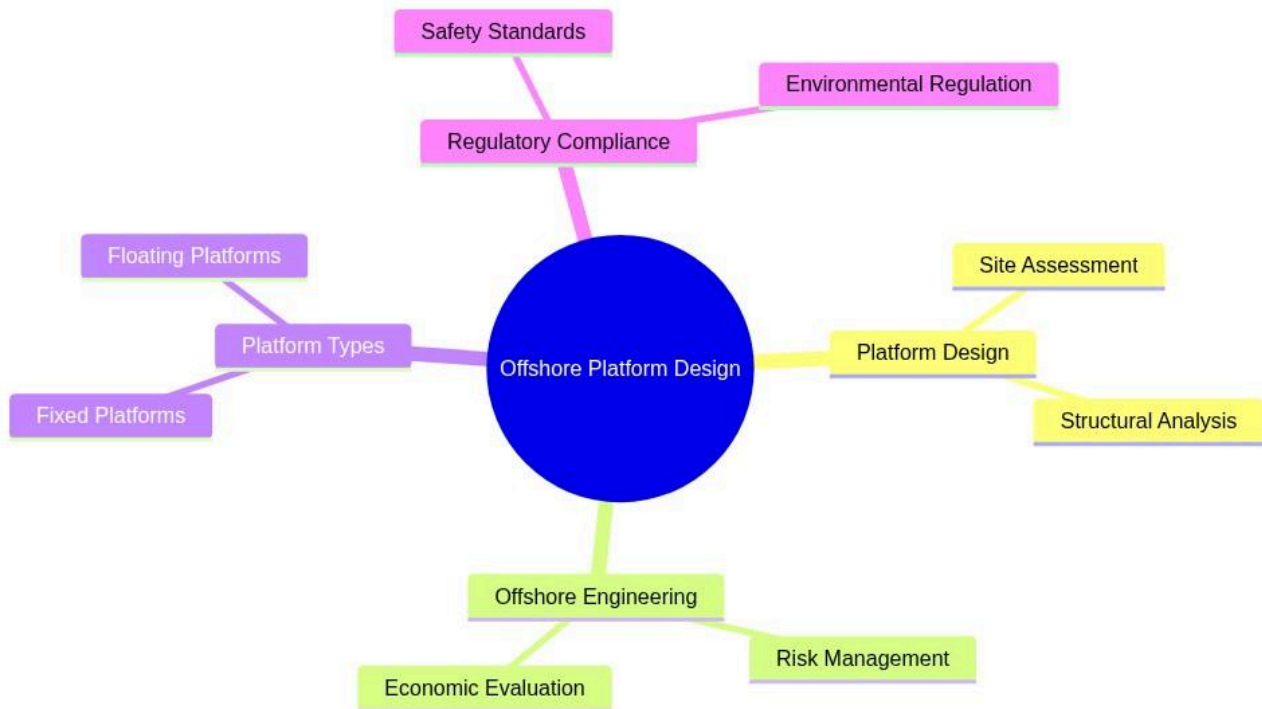 Safety Standards
Environmental Regulation
Regulatory Compliance
Floating Platforms
Site Assessment
Platform Types
Platform Design
Offshore Platform Design
Fixed Platforms
Structural Analysis
Offshore Engineering
Risk Management
Economic Evaluation